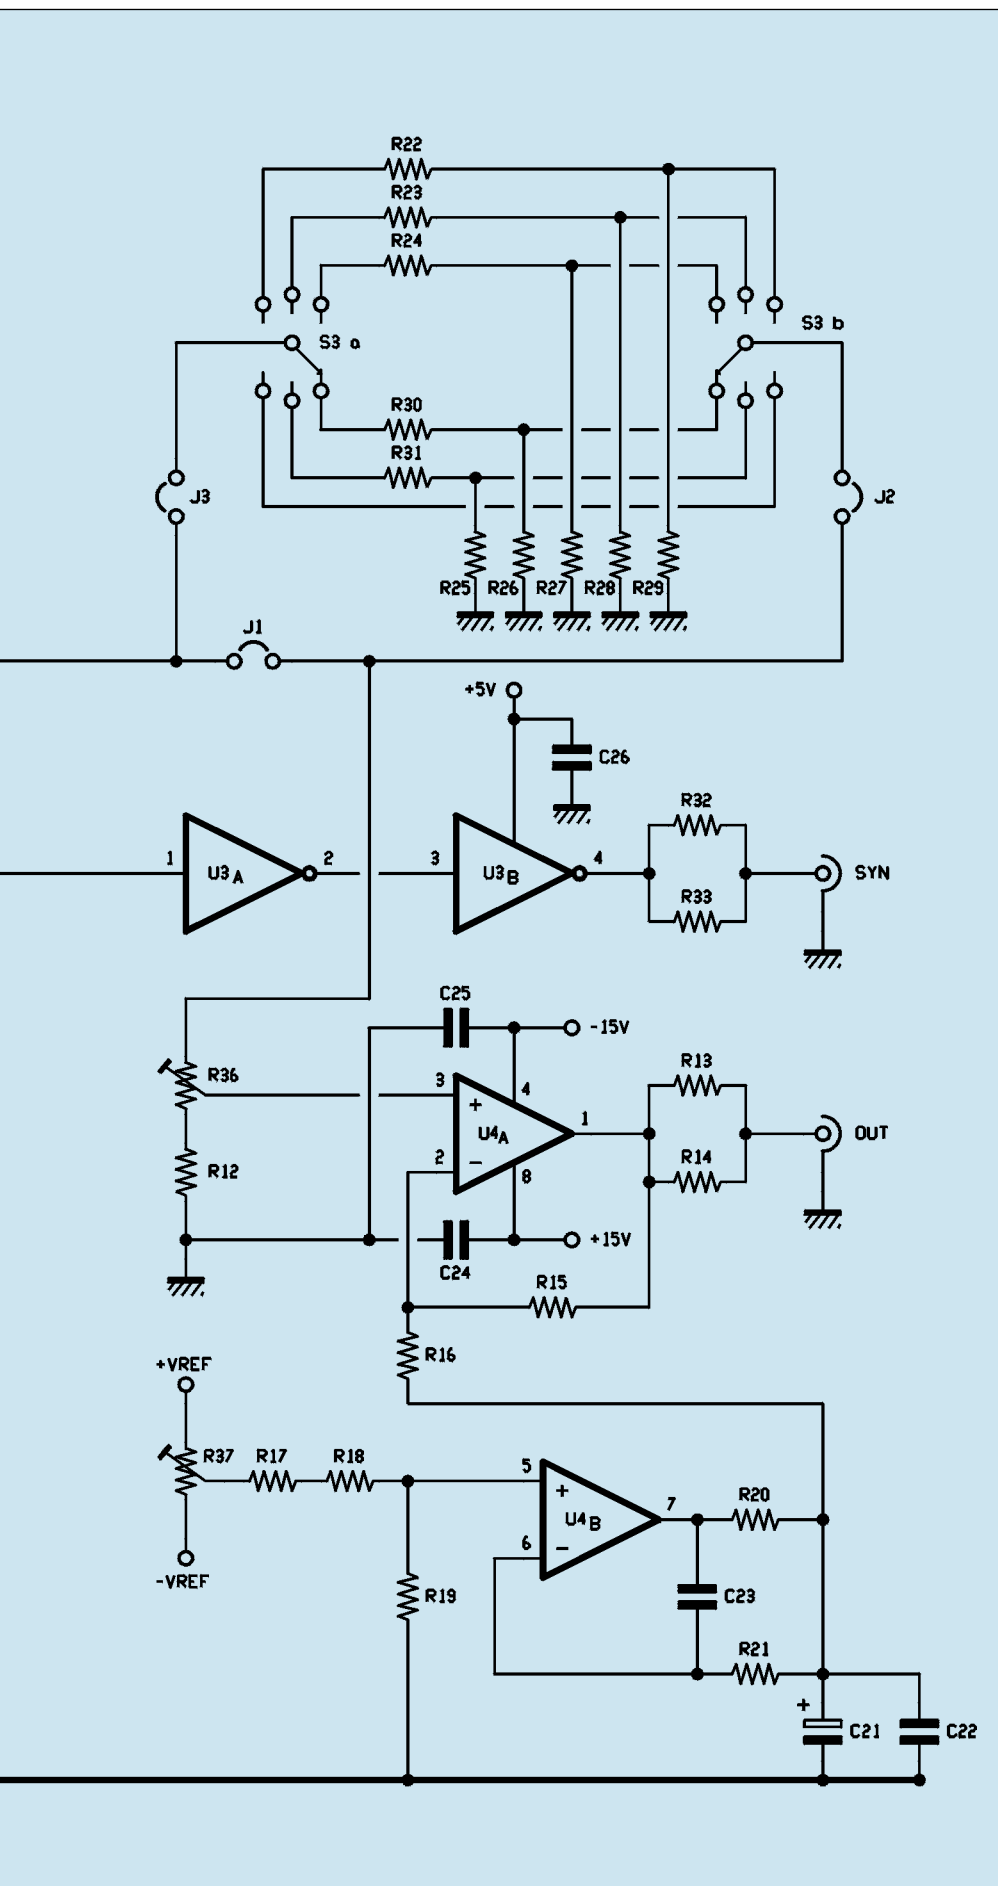 R22
R23
R24
S3 a
S3 b
R30
R31
J3
J2
R25 R26 R27 R28 R29
J1
+5V
C26
R32
1 U3A 2
3 U3B 4
SYN
R33
C25
-15V
R36
3
+
4
R13
U4A
1
OUT
2
-
8
R14
R12
+15V
C24
R15
R16
+VREF
R37 R17 R18
5
+
7
R20
U4B
6
-
-VREF
R19
C23
R21
+
C21
C22